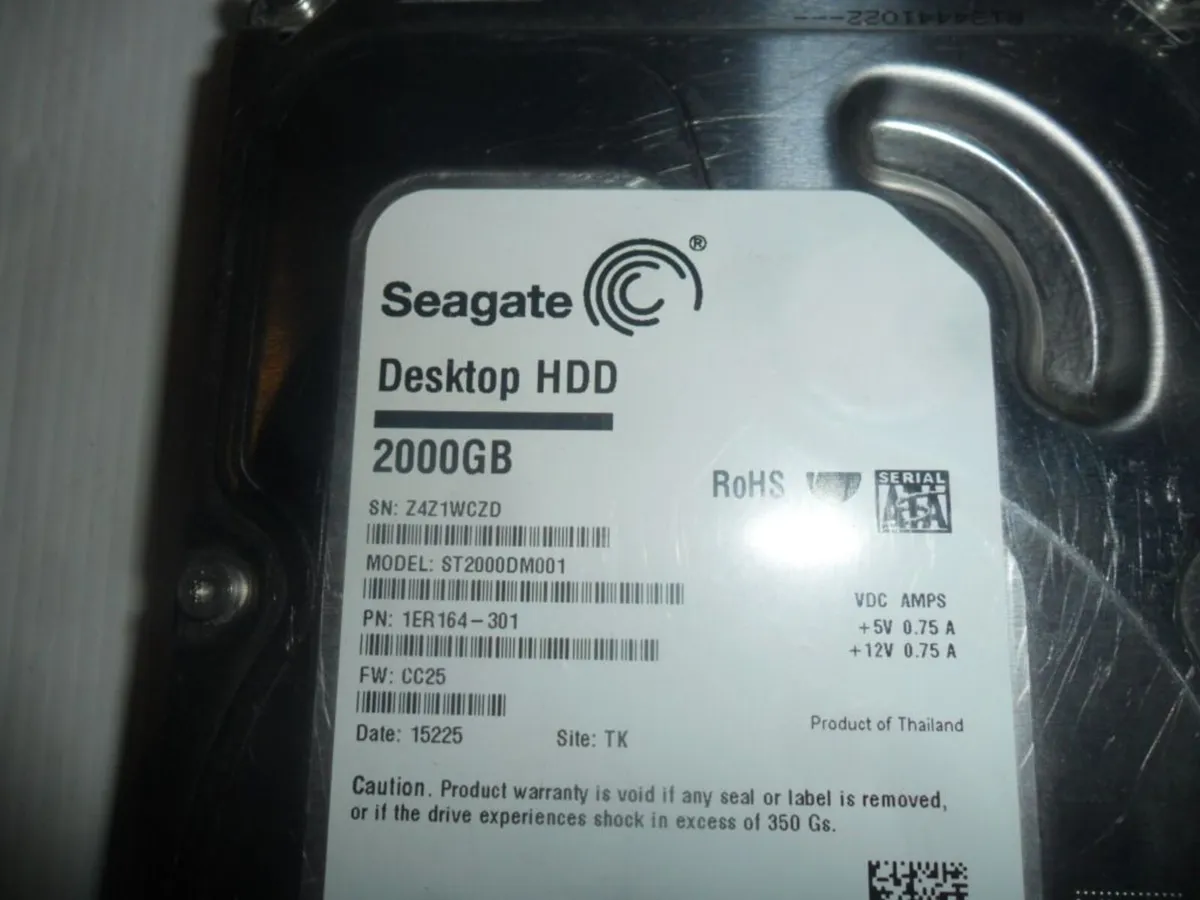 Seagate ®
Desktop HDD
2000GB
RoHS
SERIAL
ATA
SN: Z4Z1WCZD
MODEL: ST2000DM001
PN: 1ER164-301
FW: CC25
Date: 15225 Site: TK
VDC AMPS
+5V 0.75 A
+12V 0.75 A
Product of Thailand
Caution. Product warranty is void if any seal or label is removed,
or if the drive experiences shock in excess of 350 Gs.